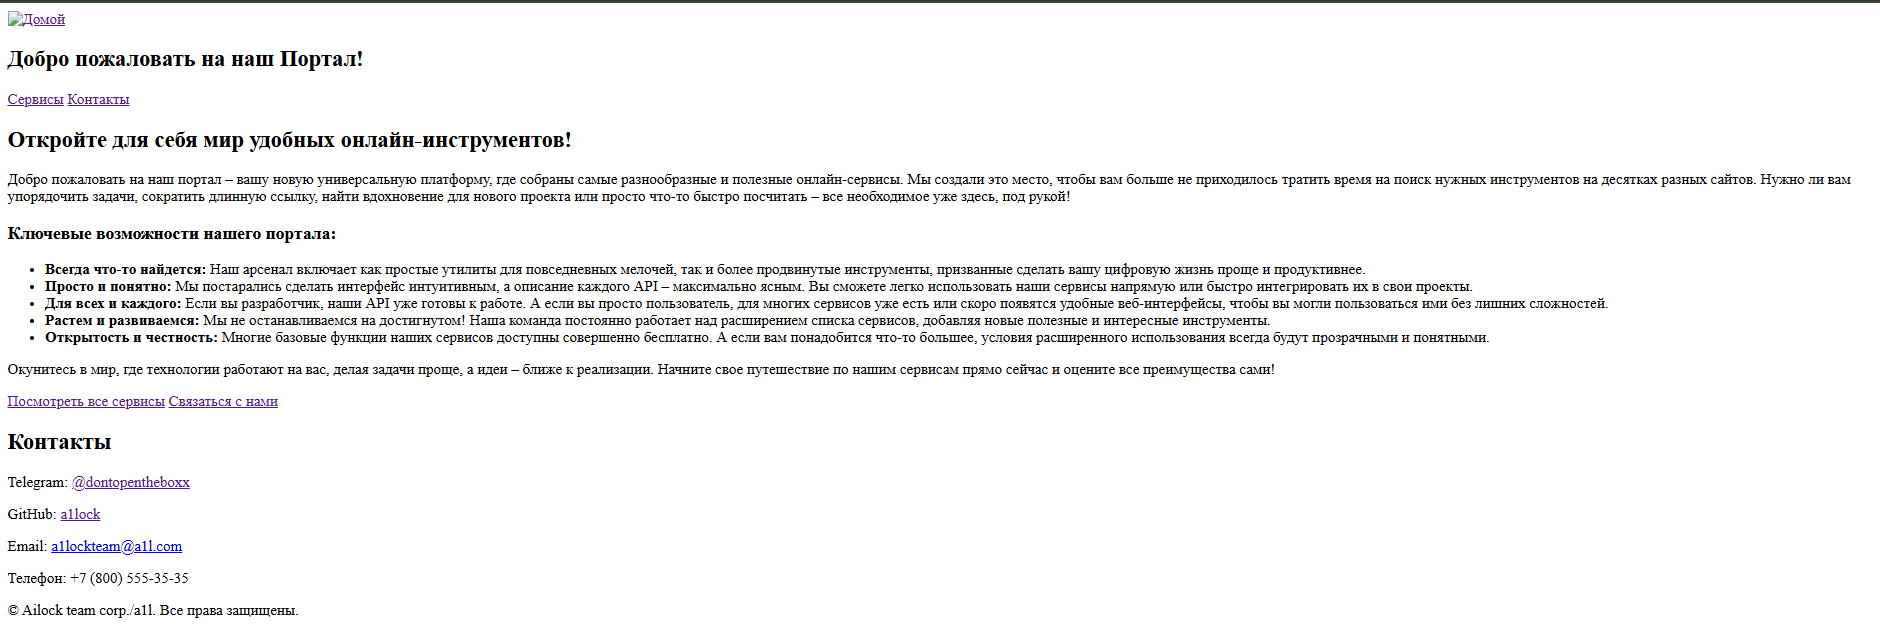 Домой
Добро пожаловать на наш Портал!
Сервисы Контакты
Откройте для себя мир удобных онлайн-инструментов!
Добро пожаловать на наш портал – вашу новую универсальную платформу, где собраны самые разнообразные и полезные онлайн-сервисы. Мы создали это место, чтобы вам больше не приходилось тратить время на поиск нужных инструментов на десятках разных сайтов. Нужно ли вам
упорядочить задачи, сократить длинную ссылку, найти вдохновение для нового проекта или просто что-то быстро посчитать – все необходимое уже здесь, под рукой!
Ключевые возможности нашего портала:
• Всегда что-то найдется: Наш арсенал включает как простые утилиты для повседневных мелочей, так и более продвинутые инструменты, призванные сделать вашу цифровую жизнь проще и продуктивнее.
• Просто и понятно: Мы постарались сделать интерфейс интуитивным, а описание каждого API – максимально ясным. Вы сможете легко использовать наши сервисы напрямую или быстро интегрировать их в свои проекты.
• Для всех и каждого: Если вы разработчик, наши API уже готовы к работе. А если вы просто пользователь, для многих сервисов уже есть или скоро появятся удобные веб-интерфейсы, чтобы вы могли пользоваться ими без лишних сложностей.
• Растем и развиваемся: Мы не останавливаемся на достигнутом! Наша команда постоянно работает над расширением списка сервисов, добавляя новые полезные и интересные инструменты.
• Открытость и честность: Многие базовые функции наших сервисов доступны совершенно бесплатно. А если вам понадобится что-то большее, условия расширенного использования всегда будут прозрачными и понятными.
Окунитесь в мир, где технологии работают на вас, делая задачи проще, а идеи – ближе к реализации. Начните свое путешествие по нашим сервисам прямо сейчас и оцените все преимущества сами!
Посмотреть все сервисы Связаться с нами
Контакты
Telegram: @dontopentheboxx
GitHub: a1lock
Email: a1lockteam@a1l.com
Телефон: +7 (800) 555-35-35
© Ailock team corp./a1l. Все права защищены.